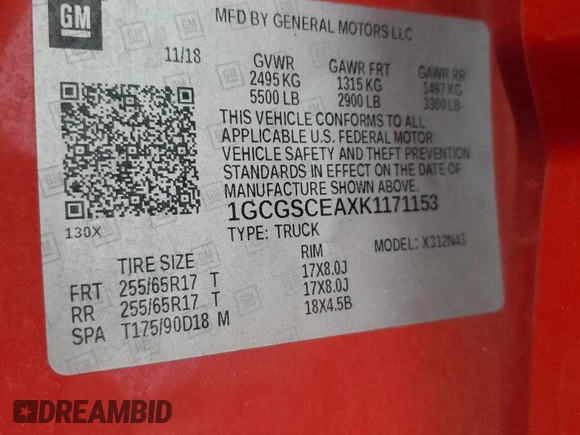 GM
MFD BY GENERAL MOTORS LLC
11/18
GVWR GAWR FRT GAWR RR
2495 KG 1315 KG 1497 KG
5500 LB 2900 LB 3300 LB
THIS VEHICLE CONFORMS TO ALL
APPLICABLE U.S. FEDERAL MOTOR
VEHICLE SAFETY AND THEFT PREVENTION
STANDARDS IN EFFECT ON THE DATE OF
MANUFACTURE SHOWN ABOVE.
1GCGSCEAXK1171153
130X
TYPE: TRUCK MODEL: X312N43
TIRE SIZE RIM
FRT 255/65R17 T 17X8.0J
RR 255/65R17 T 17X8.0J
SPA T175/90D18 M 18X4.5B
DREAMBID